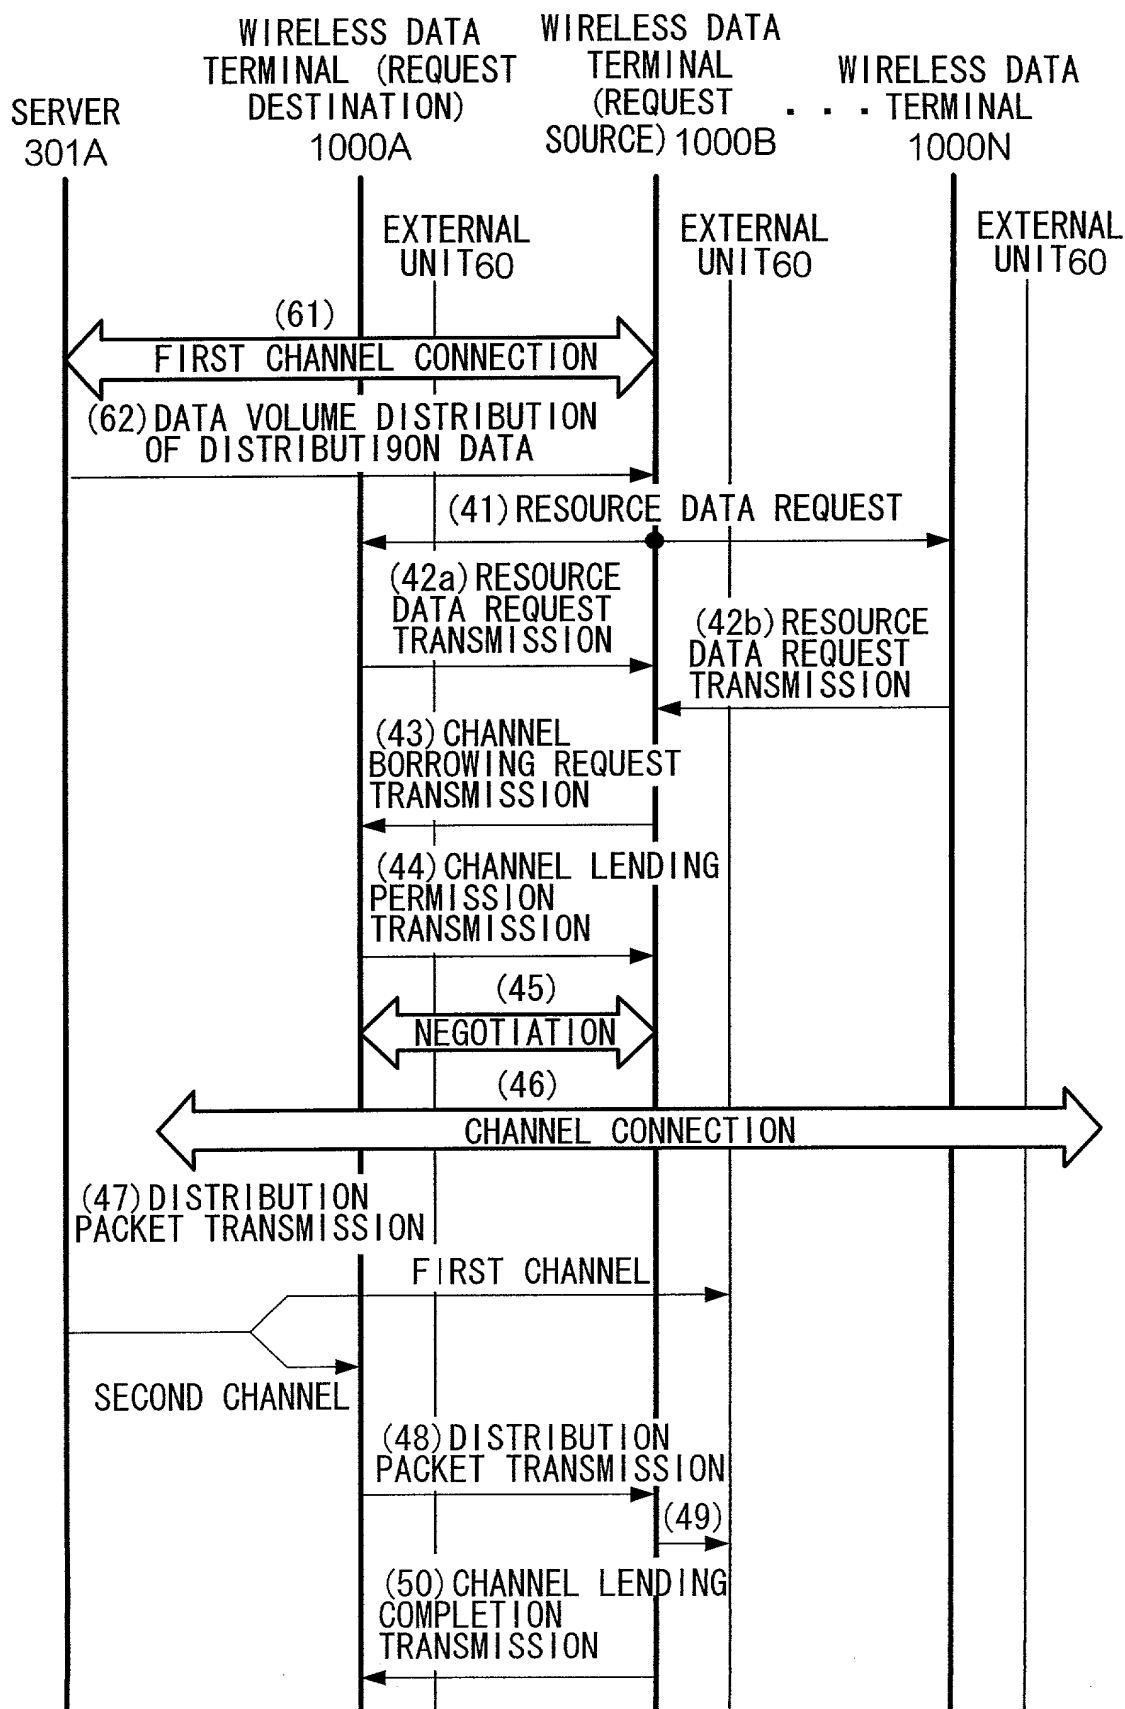 SERVER
301A
WIRELESS DATA
TERMINAL (REQUEST
DESTINATION)
1000A
WIRELESS DATA
TERMINAL
(REQUEST
SOURCE) 1000B
. . .
WIRELESS DATA
TERMINAL
1000N
EXTERNAL
UNIT60
EXTERNAL
UNIT60
EXTERNAL
UNIT60
(61)
FIRST CHANNEL CONNECTION
(62) DATA VOLUME DISTRIBUTION
OF DISTRIBUTI9ON DATA
(41) RESOURCE DATA REQUEST
(42a) RESOURCE
DATA REQUEST
TRANSMISSION
(42b) RESOURCE
DATA REQUEST
TRANSMISSION
(43) CHANNEL
BORROWING REQUEST
TRANSMISSION
(44) CHANNEL LENDING
PERMISSION
TRANSMISSION
(45)
NEGOTIATION
(46)
CHANNEL CONNECTION
(47) DISTRIBUTION
PACKET TRANSMISSION
FIRST CHANNEL
SECOND CHANNEL
(48) DISTRIBUTION
PACKET TRANSMISSION
(49)
(50) CHANNEL LENDING
COMPLETION
TRANSMISSION